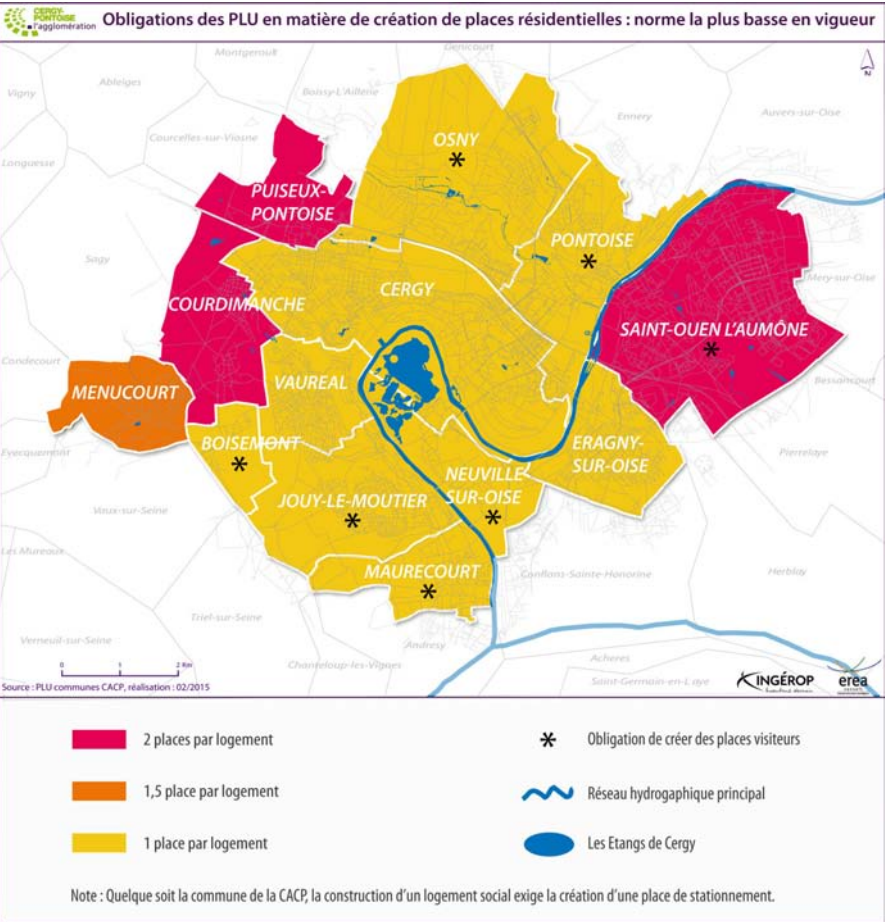 CERGY-
PONTOISE
l'agglomération
Obligations des PLU en matière de création de places résidentielles : norme la plus basse en vigueur
Génicourt
Montgeroult
N
Ableiges
Vigny
Boissy-L'Aillerie
Ennery
Auvers-sur-Oise
Courcelles-sur-Viosne
OSNY
*
Longuesse
PUISEUX-
PONTOISE
PONTOISE
*
Sagy
Mery-sur-Oise
CERGY
COURDIMANCHE
SAINT-OUEN L'AUMÔNE
*
Condecourt
VAUREAL
Bessancourt
MENUCOURT
BOISEMONT
*
ERAGNY-
SUR-OISE
Evecquemont
Pierrelaye
NEUVILLE
SUR-OISE
*
JOUY-LE-MOUTIER
*
Vaux-sur-Seine
Les Mureaux
MAURECOURT
*
Conflans-Sainte-Honorine
Herblay
Triel-sur-Seine
Verneuil-sur-Seine
Andresy
Chanteloup-les-Vignes
Acheres
Saint-Germain-en-Laye
0 1 2 Km
Source : PLU communes CACP, réalisation : 02/2015
INGÉROP
erea
2 places par logement
* Obligation de créer des places visiteurs
1,5 place par logement
Réseau hydrogaphique principal
1 place par logement
Les Etangs de Cergy
Note : Quelque soit la commune de la CACP, la construction d'un logement social exige la création d'une place de stationnement.